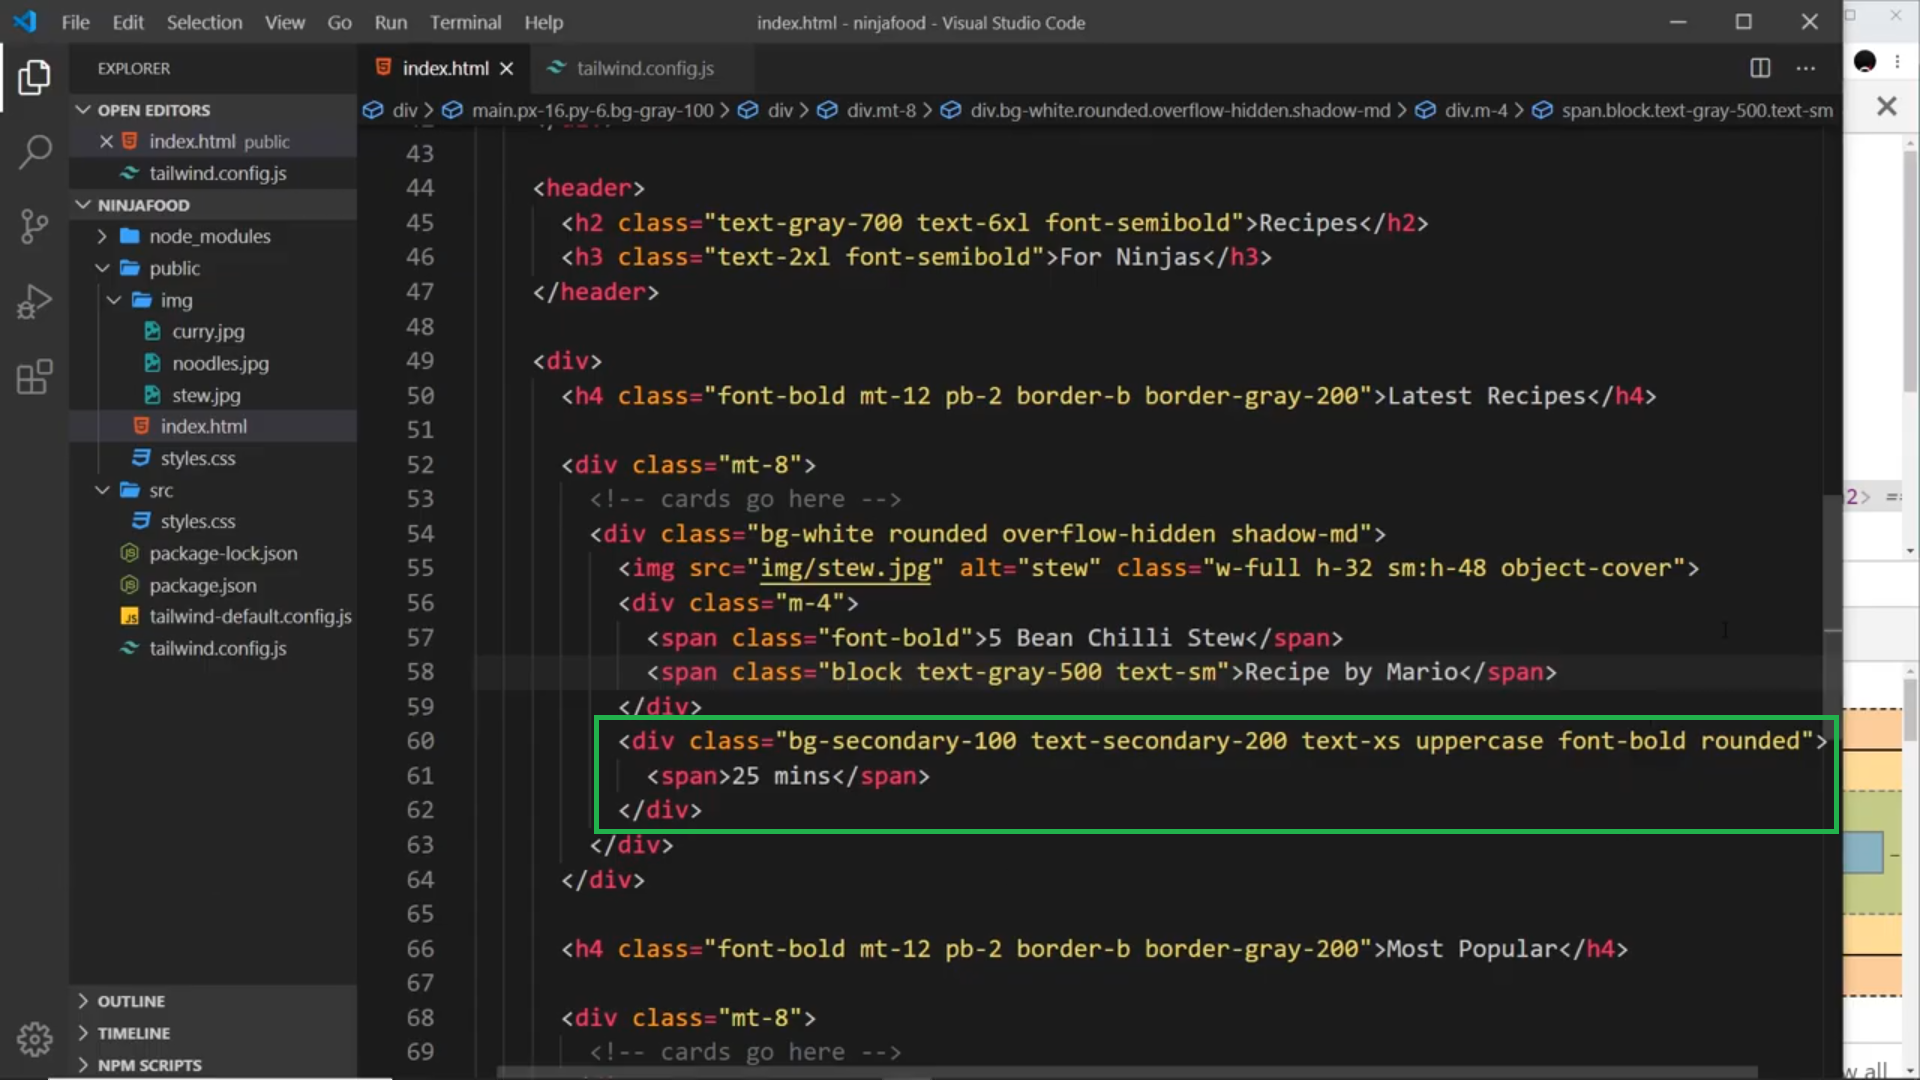 File Edit Selection View Go Run Terminal Help
index.html - ninjafood - Visual Studio Code
EXPLORER
OPEN EDITORS
index.html public
tailwind.config.js
NINJAFOOD
node_modules
public
img
curry.jpg
noodles.jpg
stew.jpg
index.html
styles.css
src
styles.css
package-lock.json
package.json
tailwind-default.config.js
tailwind.config.js
OUTLINE
TIMELINE
NPM SCRIPTS
index.html tailwind.config.js
div > main.px-16.py-6.bg-gray-100 > div > div.mt-8 > div.bg-white.rounded.overflow-hidden.shadow-md > div.m-4 > span.block.text-gray-500.text-sm
43
44 <header>
45 <h2 class="text-gray-700 text-6xl font-semibold">Recipes</h2>
46 <h3 class="text-2xl font-semibold">For Ninjas</h3>
47 </header>
48
49 <div>
50 <h4 class="font-bold mt-12 pb-2 border-b border-gray-200">Latest Recipes</h4>
51
52 <div class="mt-8">
53 <!-- cards go here -->
54 <div class="bg-white rounded overflow-hidden shadow-md">
55 <img src="img/stew.jpg" alt="stew" class="w-full h-32 sm:h-48 object-cover">
56 <div class="m-4">
57 <span class="font-bold">5 Bean Chilli Stew</span>
58 <span class="block text-gray-500 text-sm">Recipe by Mario</span>
59 </div>
60 <div class="bg-secondary-100 text-secondary-200 text-xs uppercase font-bold rounded">
61 <span>25 mins</span>
62 </div>
63 </div>
64 </div>
65
66 <h4 class="font-bold mt-12 pb-2 border-b border-gray-200">Most Popular</h4>
67
68 <div class="mt-8">
69 <!-- cards go here -->
2> ==